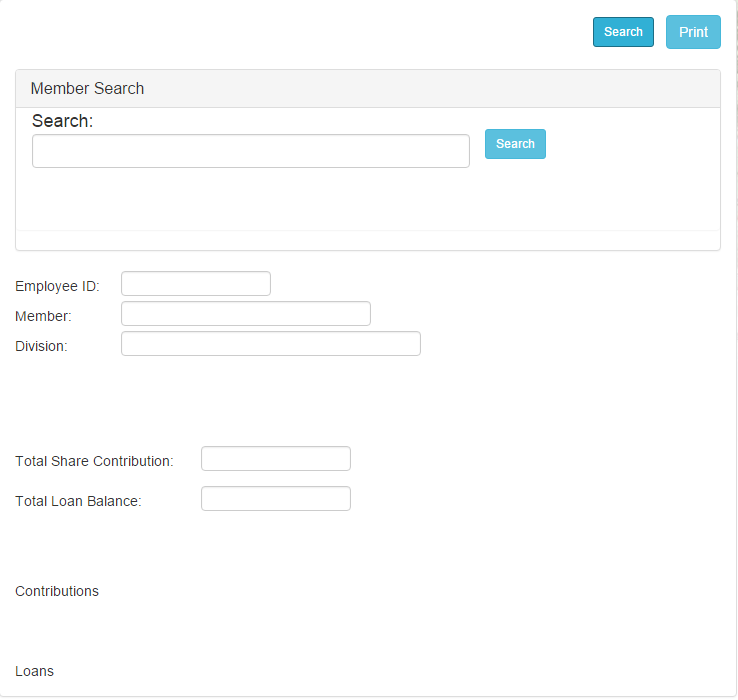 Search Print
Member Search
Search:
Search
Employee ID:
Member:
Division:
Total Share Contribution:
Total Loan Balance:
Contributions
Loans